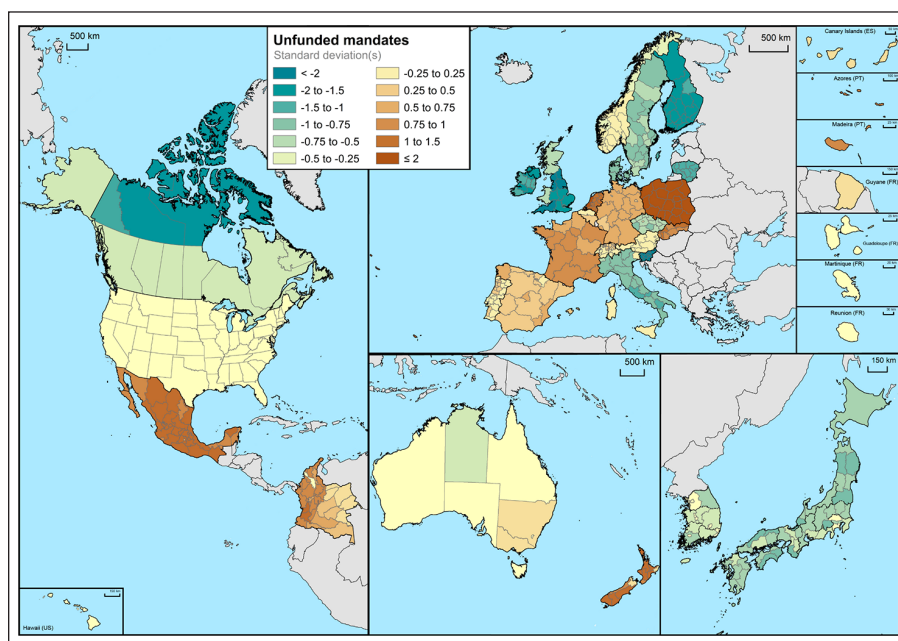 500 km
Unfunded mandates
Standard deviation(s)
< -2
-2 to -1.5
-1.5 to -1
-1 to -0.75
-0.75 to -0.5
-0.5 to -0.25
-0.25 to 0.25
0.25 to 0.5
0.5 to 0.75
0.75 to 1
1 to 1.5
≤ 2
500 km
Canary Islands (ES)
Azores (PT)
Madeira (PT)
Guyane (FR)
Guadeloupe (FR)
Martinique (FR)
Reunion (FR)
500 km
150 km
Hawaii (US)